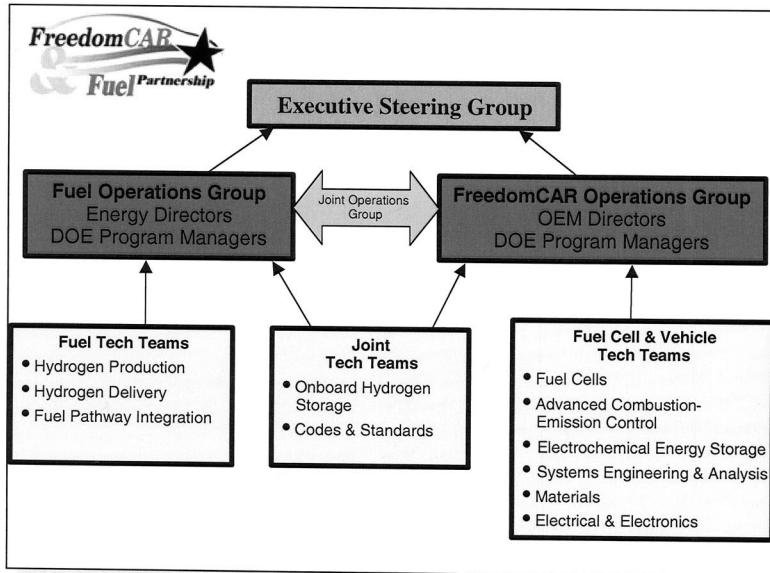 FreedomCAR
& Fuel Partnership
Executive Steering Group
Fuel Operations Group
Energy Directors
DOE Program Managers
Joint Operations
Group
FreedomCAR Operations Group
OEM Directors
DOE Program Managers
Fuel Tech Teams
• Hydrogen Production
• Hydrogen Delivery
• Fuel Pathway Integration
Joint
Tech Teams
• Onboard Hydrogen
Storage
• Codes & Standards
Fuel Cell & Vehicle
Tech Teams
• Fuel Cells
• Advanced Combustion-
Emission Control
• Electrochemical Energy Storage
• Systems Engineering & Analysis
• Materials
• Electrical & Electronics